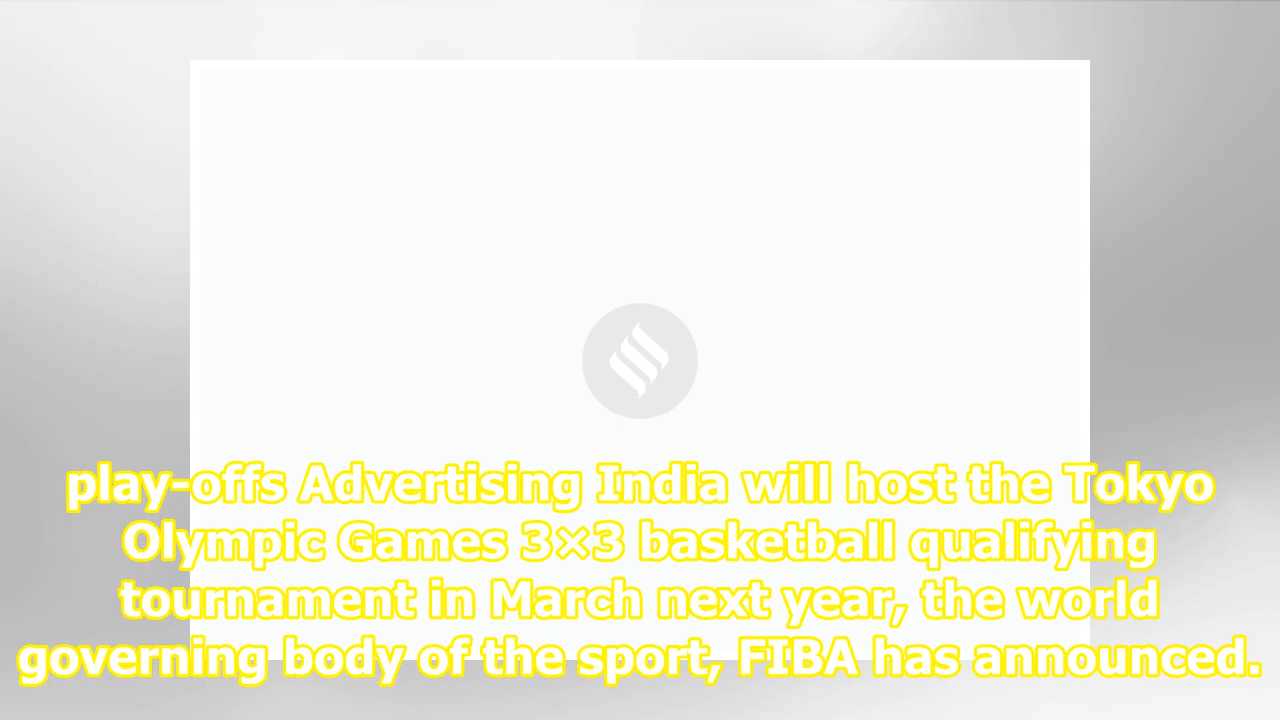 play-offs Advertising India will host the Tokyo
Olympic Games 3×3 basketball qualifying
tournament in March next year, the world
governing body of the sport, FIBA has announced.